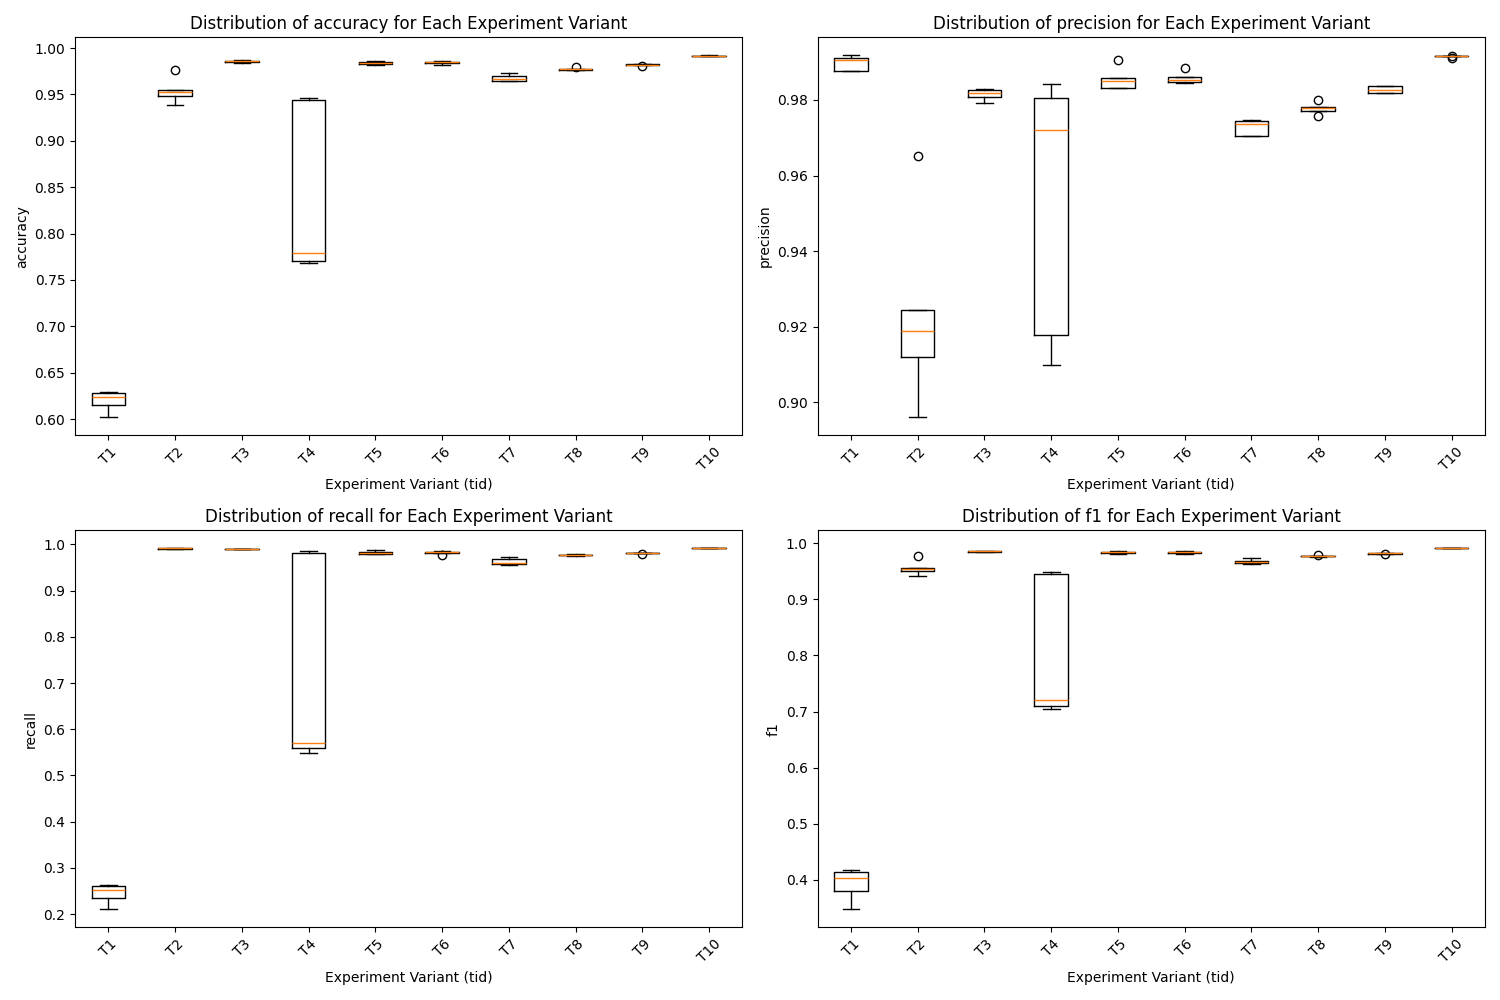 Distribution of accuracy for Each Experiment Variant
accuracy
1.00
0.95
0.90
0.85
0.80
0.75
0.70
0.65
0.60
T1 T2 T3 T4 T5 T6 T7 T8 T9 T10
Experiment Variant (tid)
Distribution of precision for Each Experiment Variant
precision
0.98
0.96
0.94
0.92
0.90
T1 T2 T3 T4 T5 T6 T7 T8 T9 T10
Experiment Variant (tid)
Distribution of recall for Each Experiment Variant
recall
1.0
0.9
0.8
0.7
0.6
0.5
0.4
0.3
0.2
T1 T2 T3 T4 T5 T6 T7 T8 T9 T10
Experiment Variant (tid)
Distribution of f1 for Each Experiment Variant
f1
1.0
0.9
0.8
0.7
0.6
0.5
0.4
T1 T2 T3 T4 T5 T6 T7 T8 T9 T10
Experiment Variant (tid)